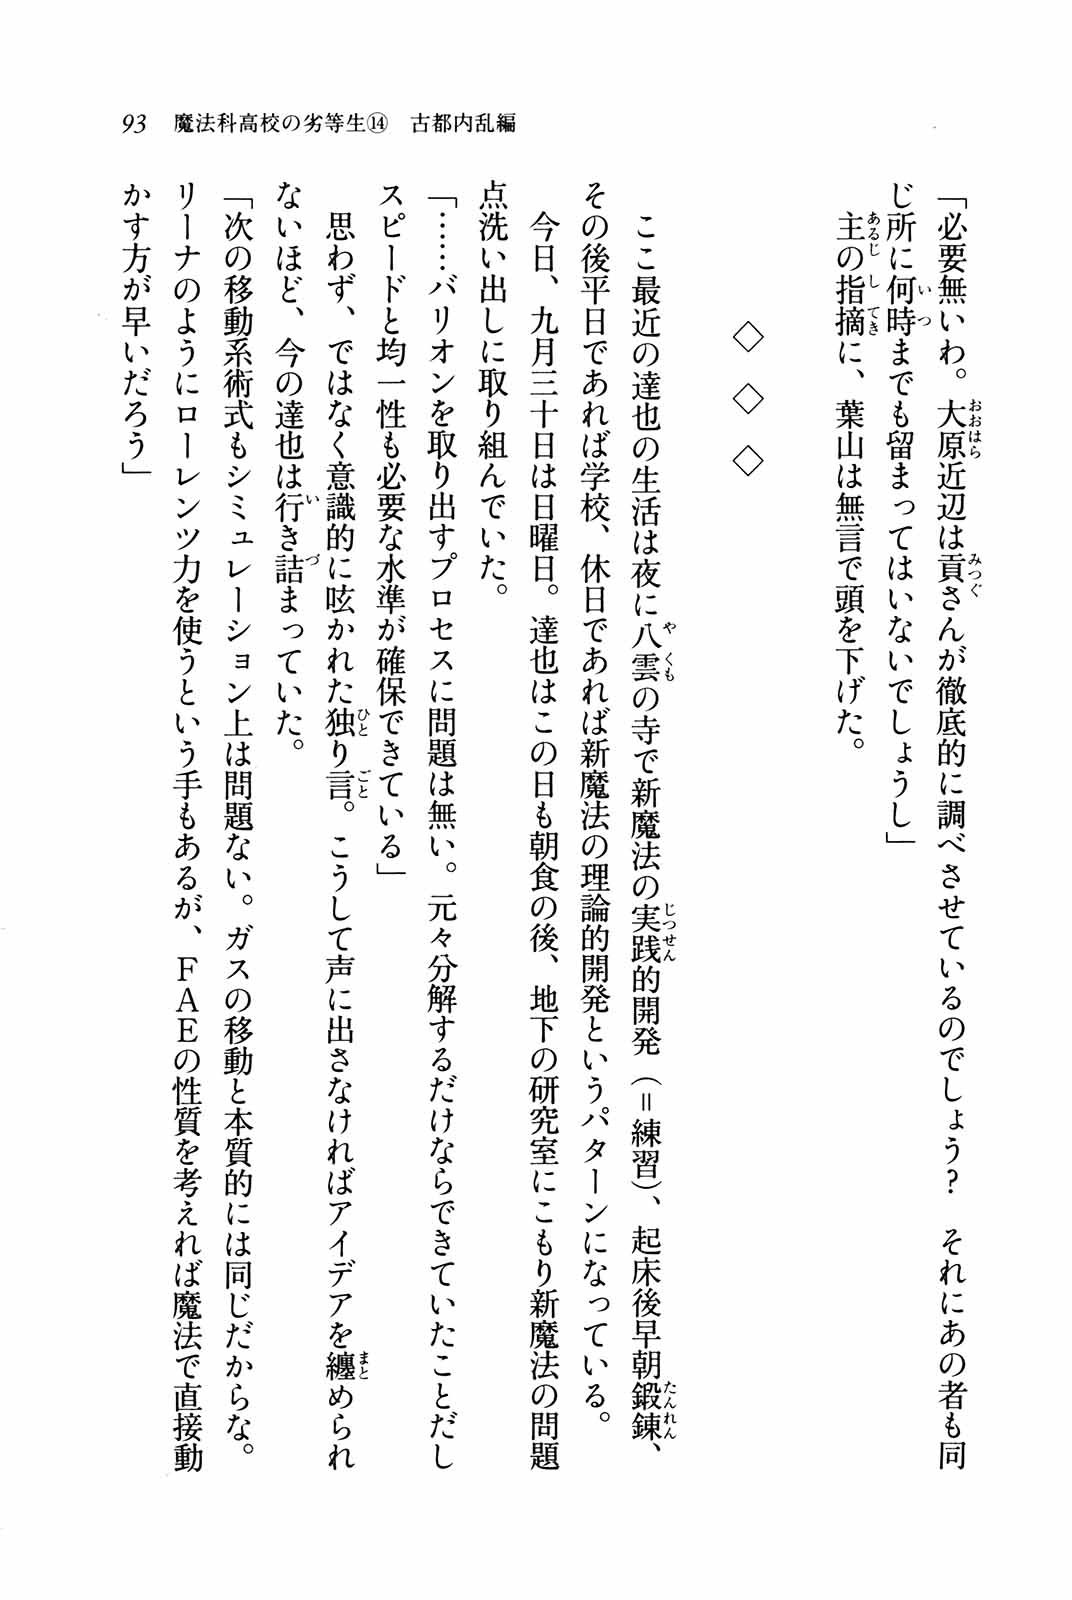 93　魔法科高校の劣等生⑭　古都内乱編
「必要無いわ。大原近辺は貢さんが徹底的に調べさせているのでしょう？　それにあの者も同
じ所に何時までも留まってはいないでしょうし」
　主の指摘に、葉山は無言で頭を下げた。
◇　◇　◇
　ここ最近の達也の生活は夜に八雲の寺で新魔法の実践的開発（＝練習）、起床後早朝鍛錬、
その後平日であれば学校、休日であれば新魔法の理論的開発というパターンになっている。
　今日、九月三十日は日曜日。達也はこの日も朝食の後、地下の研究室にこもり新魔法の問題
点洗い出しに取り組んでいた。
「……バリオンを取り出すプロセスに問題は無い。元々分解するだけならできていたことだし
スピードと均一性も必要な水準が確保できている」
　思わず、ではなく意識的に呟かれた独り言。こうして声に出さなければアイデアを纏められ
ないほど、今の達也は行き詰まっていた。
「次の移動系術式もシミュレーション上は問題ない。ガスの移動と本質的には同じだからな。
リーナのようにローレンツ力を使うという手もあるが、ＦＡＥの性質を考えれば魔法で直接動
かす方が早いだろう」